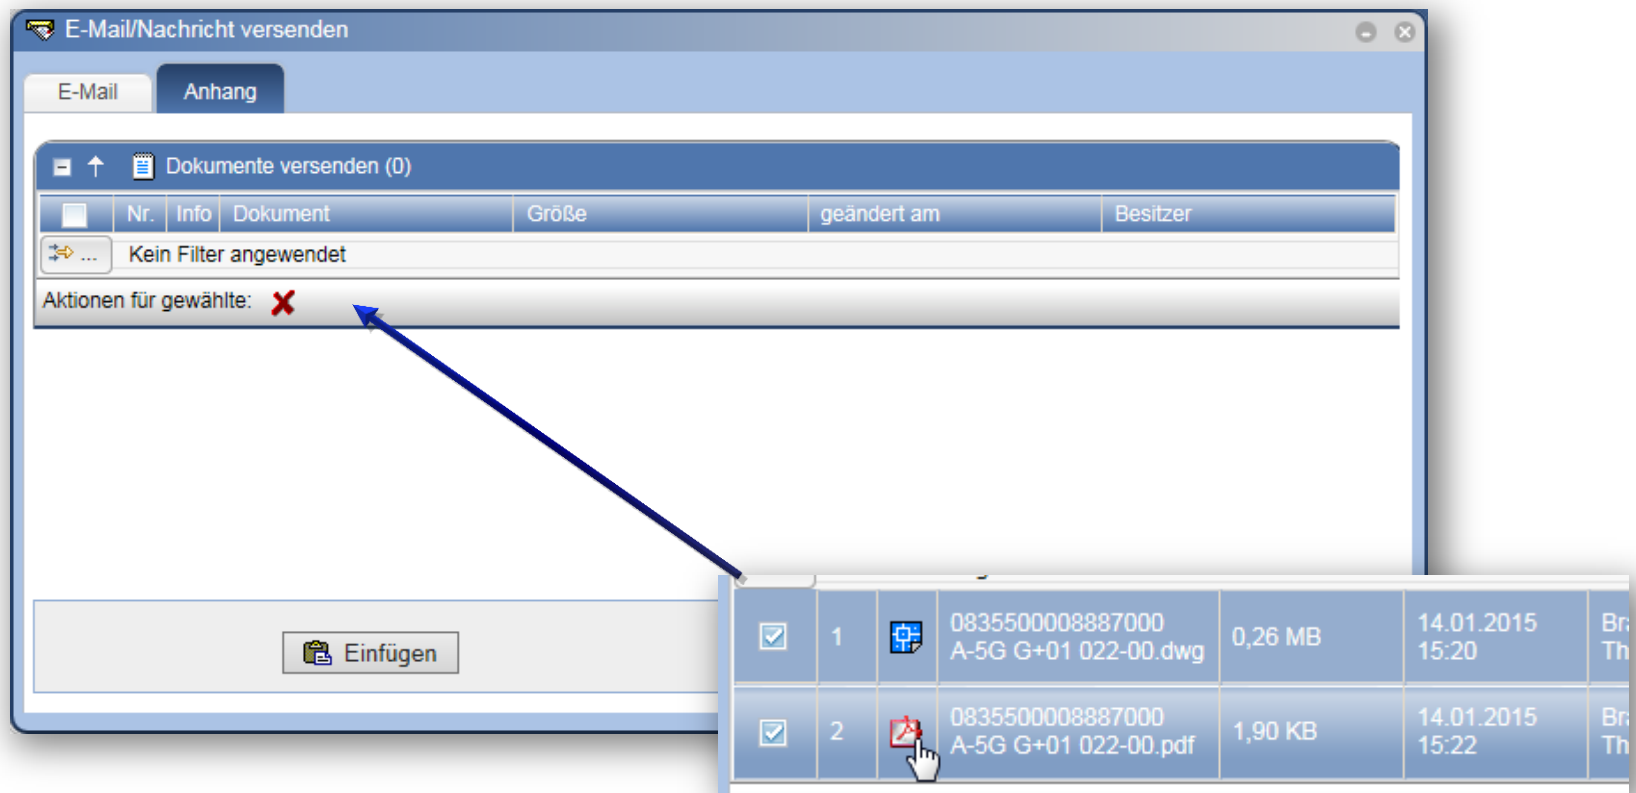 E-Mail/Nachricht versenden
E-Mail Anhang
Dokumente versenden (0)
Nr. Info Dokument Größe geändert am Besitzer
... Kein Filter angewendet
Aktionen für gewählte:
Einfügen
1 0835500008887000 0,26 MB 14.01.2015
A-5G G+01 022-00.dwg 15:20 Th
2 0835500008887000 1,90 KB 14.01.2015
A-5G G+01 022-00.pdf 15:22 Th